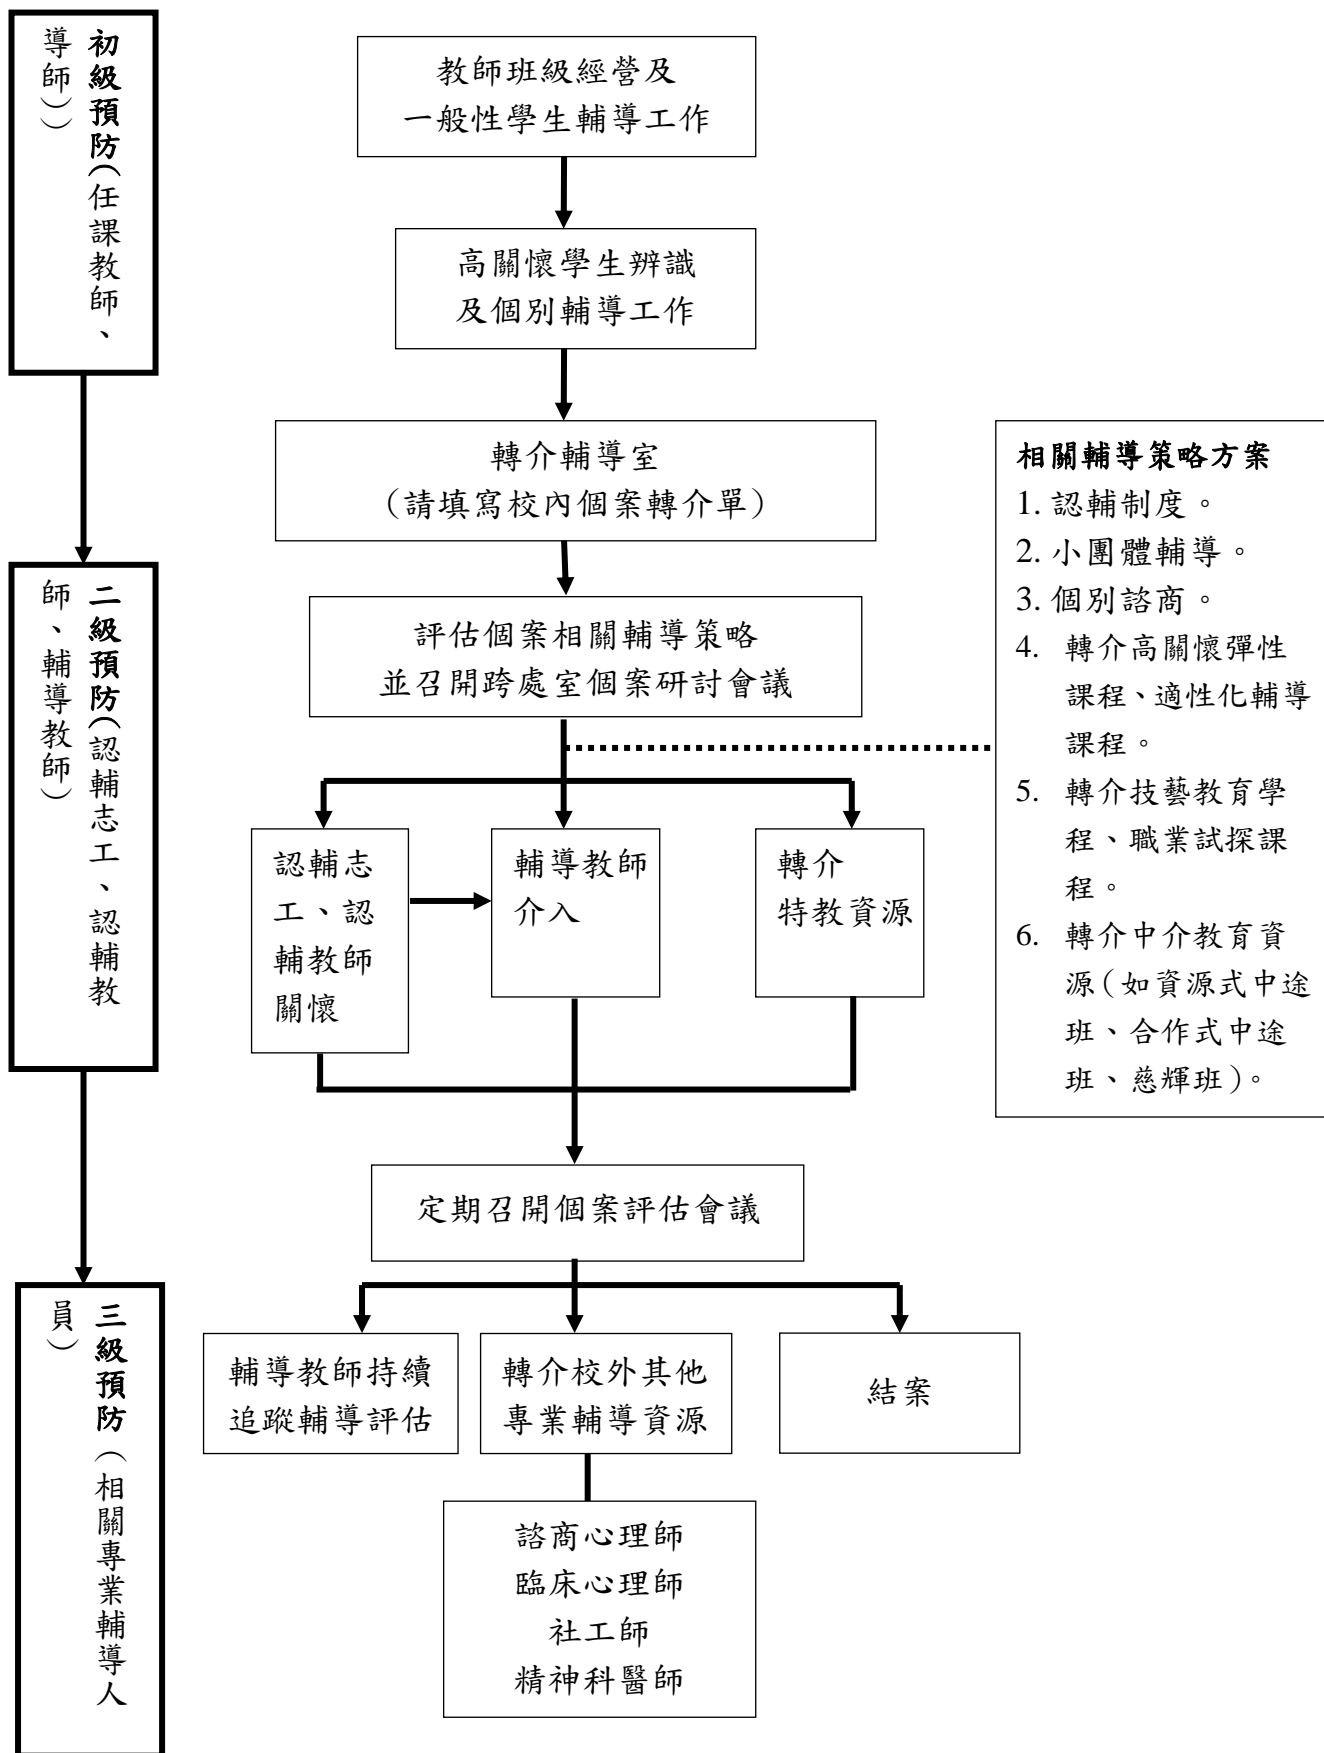 初級預防(任課教師、
導師))
教師班級經營及
一般性學生輔導工作
高關懷學生辨識
及個別輔導工作
轉介輔導室
(請填寫校內個案轉介單)
二級預防(認輔志工、認輔教
師、輔導教師)
評估個案相關輔導策略
並召開跨處室個案研討會議
相關輔導策略方案
1. 認輔制度。
2. 小團體輔導。
3. 個別諮商。
4. 轉介高關懷彈性
課程、適性化輔導
課程。
5. 轉介技藝教育學
程、職業試探課
程。
6. 轉介中介教育資
源(如資源式中途
班、合作式中途
班、慈輝班)。
認輔志
工、認
輔教師
關懷
輔導教師
介入
轉介
特教資源
定期召開個案評估會議
三級預防(相關專業輔導人
員)
輔導教師持續
追蹤輔導評估
轉介校外其他
專業輔導資源
結案
諮商心理師
臨床心理師
社工師
精神科醫師